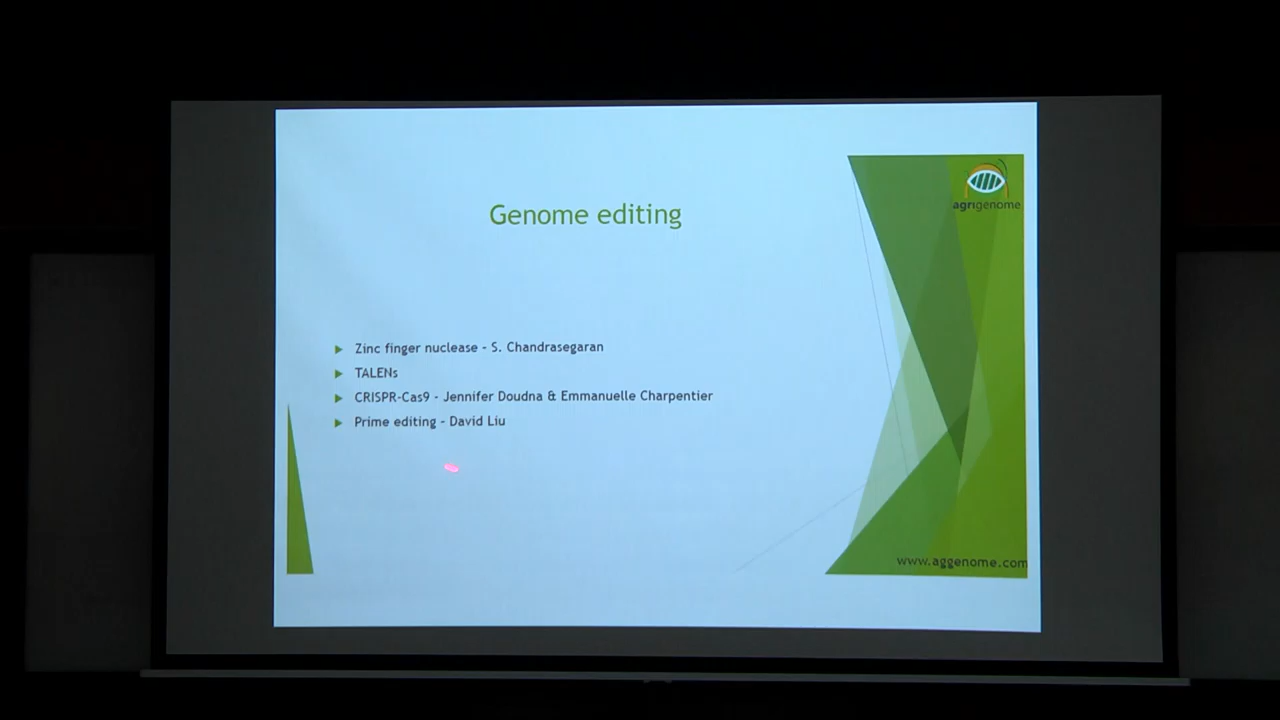 agrigenome
Genome editing
Zinc finger nuclease - S. Chandrasegaran
TALENs
CRISPR-Cas9 - Jennifer Doudna & Emmanuelle Charpentier
Prime editing - David Liu
www.aggenome.com